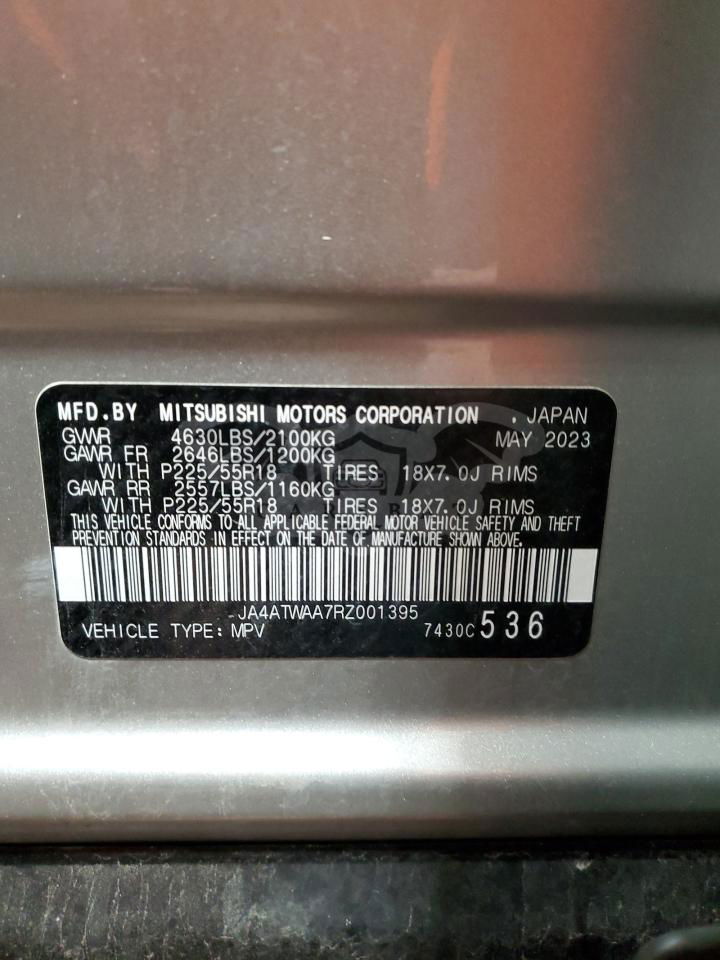 MFD.BY MITSUBISHI MOTORS CORPORATION , JAPAN
GVWR 4630LBS/2100KG MAY 2023
GAWR FR 2646LBS/1200KG
WITH P225/55R18 TIRES 18X7.0J RIMS
GAWR RR 2557LBS/1160KG
WITH P225/55R18 TIRES 18X7.0J RIMS
THIS VEHICLE CONFORMS TO ALL APPLICABLE FEDERAL MOTOR VEHICLE SAFETY AND THEFT
PREVENTION STANDARDS IN EFFECT ON THE DATE OF MANUFACTURE SHOWN ABOVE.
JA4ATWAA7RZ001395
VEHICLE TYPE: MPV 7430C 536